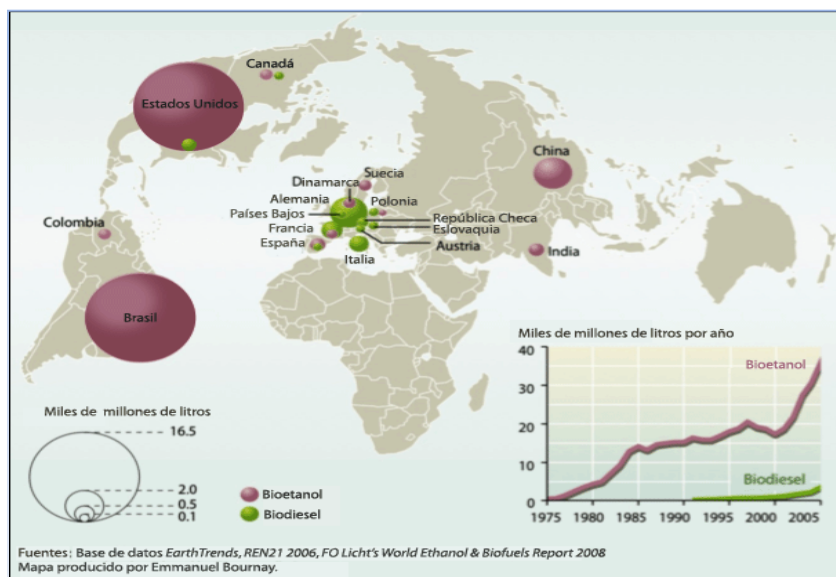 Canadá
Estados Unidos
Suecia
China
Dinamarca
Alemania
Polonia
Países Bajos
República Checa
Colombia
Francia
Eslovaquia
España
Austria
India
Italia
Brasil
Miles de millones de litros por año
40
Bioetanol
30
20
10
Biodiesel
0
1975 1980 1985 1990 1995 2000 2005
Miles de millones de litros
16.5
2.0
0.5
0.1
Bioetanol
Biodiesel
Fuentes: Base de datos EarthTrends, REN21 2006, FO Licht's World Ethanol & Biofuels Report 2008
Mapa producido por Emmanuel Bournay.